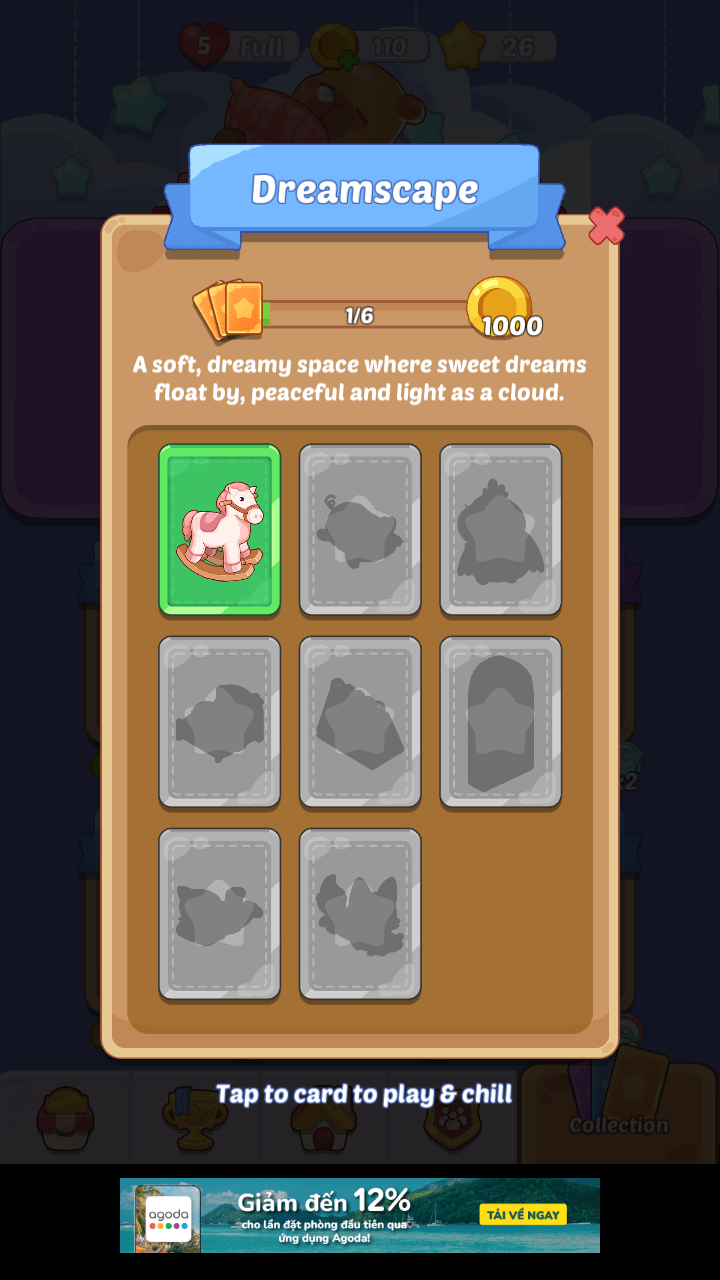 5 Full 110 26
Dreamscape
1/6
1000
A soft, dreamy space where sweet dreams
float by, peaceful and light as a cloud.
x2
Tap to card to play & chill
Collection
agoda
Giảm đến 12%
cho lần đặt phòng đầu tiên qua
ứng dụng Agoda!
TẢI VỀ NGAY